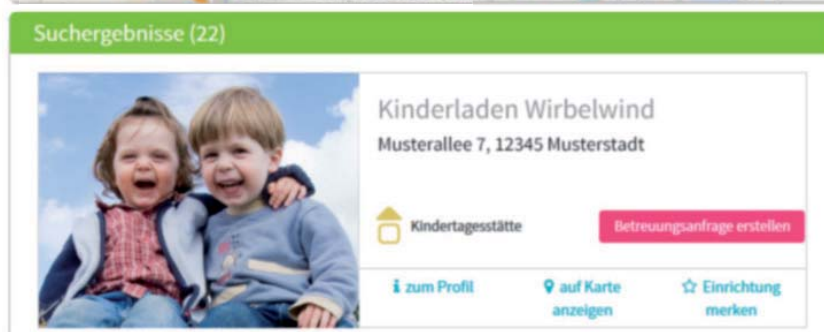 Suchergebnisse (22)
Kinderladen Wirbelwind
Musterallee 7, 12345 Musterstadt
Kindertagesstätte
Betreuungsanfrage erstellen
zum Profil
auf Karte
anzeigen
Einrichtung
merken